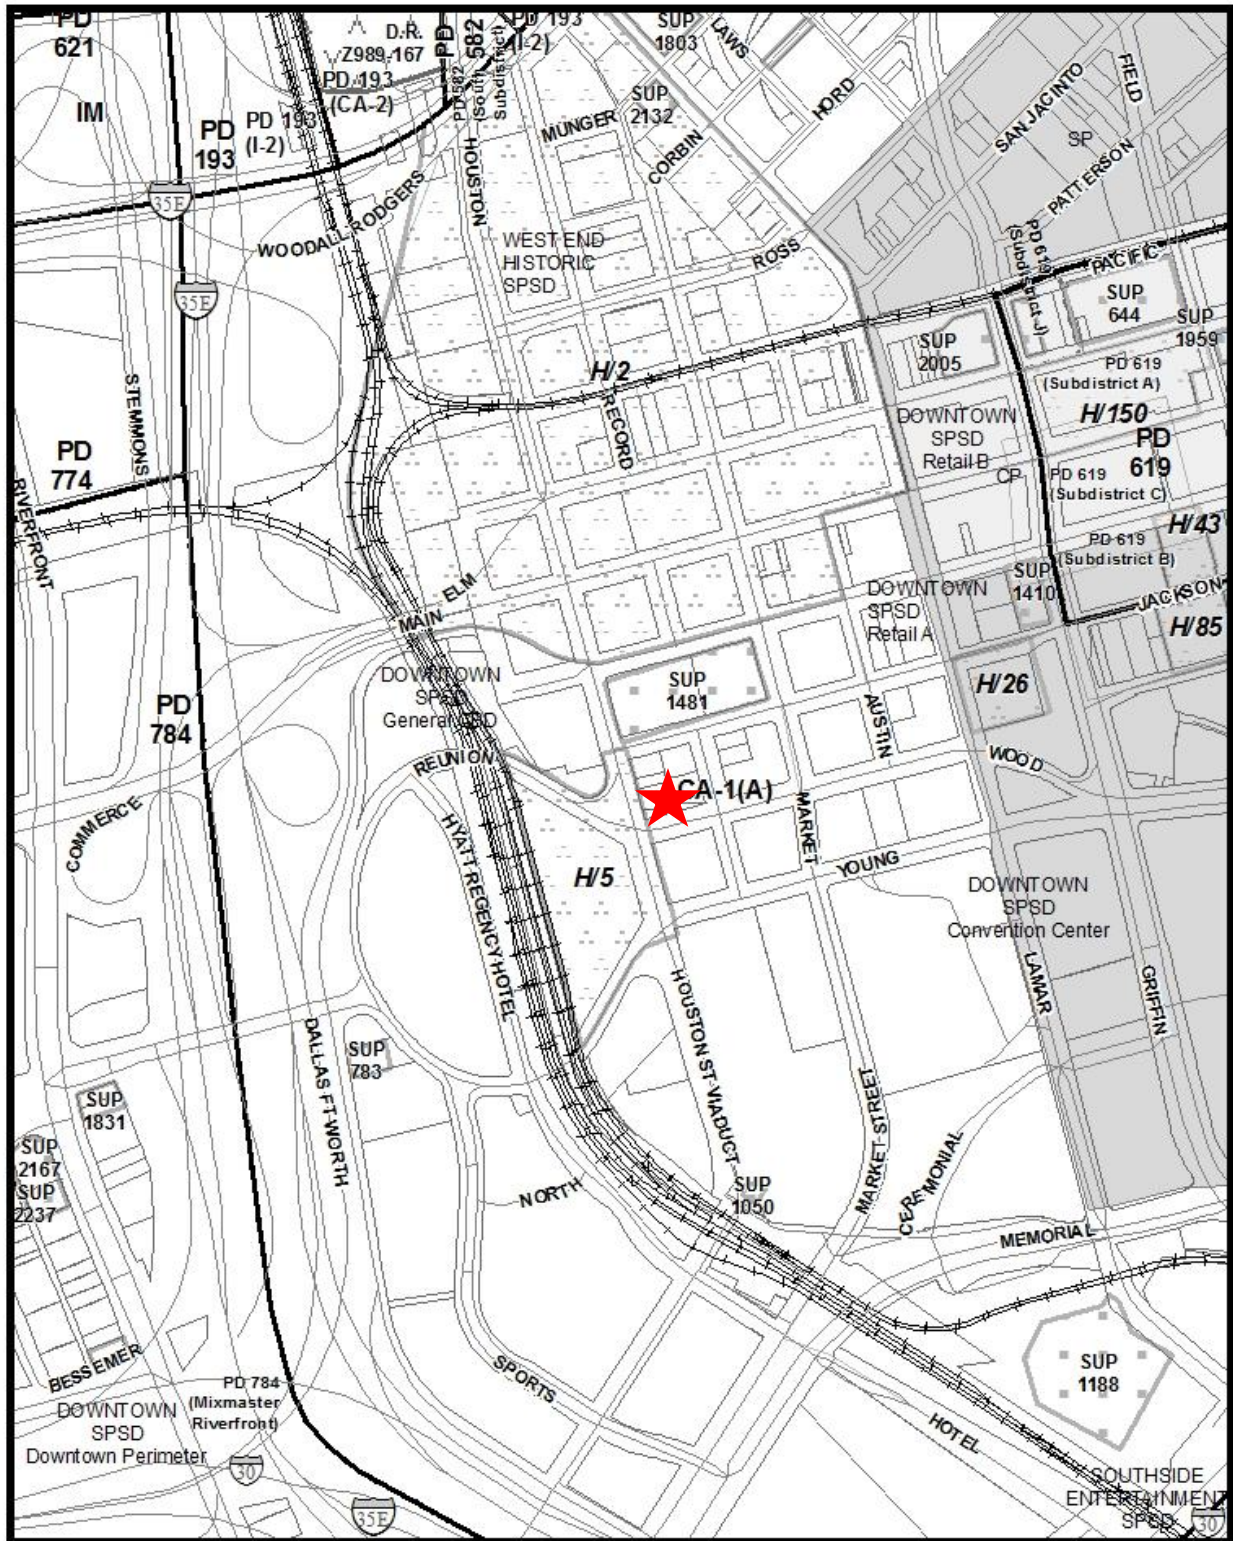 PD
621
IM
PD
193
PD 193
(I-2)
D.R.
Z989-167
PD 193
(CA-2)
PD
582
PD 582
(South
Subdistrict)
PD 193
(I-2)
SUP
1803
LAWS
SUP
2132
MUNGER
CORBIN
HORD
SAN JACINTO
FIELD
SP
PATTERSON
HOUSTON
35E
WOODALL RODGERS
WEST END
HISTORIC
SPSD
ROSS
PD 619
(Subdistrict J)
PACIFIC
SUP
644
SUP
1959
35E
SUP
2005
PD 619
(Subdistrict A)
H/2
RECORD
STEMMONS
DOWNTOWN
SPSD
Retail B
H/150
PD
619
PD
774
CP
PD 619
(Subdistrict C)
RIVERFRONT
H/43
PD 619
(Subdistrict B)
ELM
MAIN
DOWNTOWN
SPSD
Retail A
SUP
1410
JACKSON
H/85
DOWNTOWN
SPSD
General CBD
SUP
1481
H/26
PD
784
AUSTIN
REUNION
WOOD
CA-1(A)
COMMERCE
HYATT REGENCY HOTEL
MARKET
H/5
YOUNG
DOWNTOWN
SPSD
Convention Center
LAMAR
GRIFFIN
HOUSTON ST VIADUCT
DALLAS FT WORTH
SUP
783
MARKET STREET
SUP
1831
CEREMONIAL
SUP
2167
SUP
2237
NORTH
SUP
1050
MEMORIAL
BESSEMER
PD 784
(Mixmaster
Riverfront)
SPORTS
SUP
1188
DOWNTOWN
SPSD
Downtown Perimeter
HOTEL
30
35E
SOUTHSIDE
ENTERTAINMENT
SPSD
30